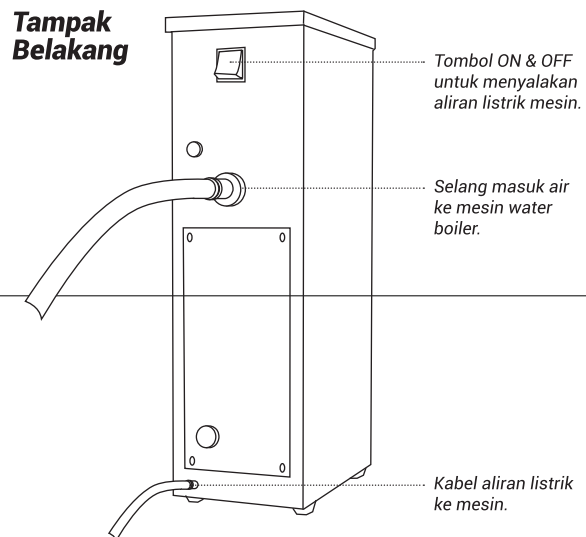 Tampak
Belakang
Tombol ON & OFF
untuk menyalakan
aliran listrik mesin.
Selang masuk air
ke mesin water
boiler.
Kabel aliran listrik
ke mesin.